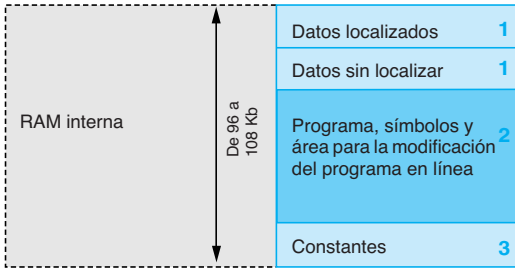 Datos localizados 1
Datos sin localizar 1
RAM interna
De 96 a
108 Kb
Programa, símbolos y
área para la modificación 2
del programa en línea
Constantes 3